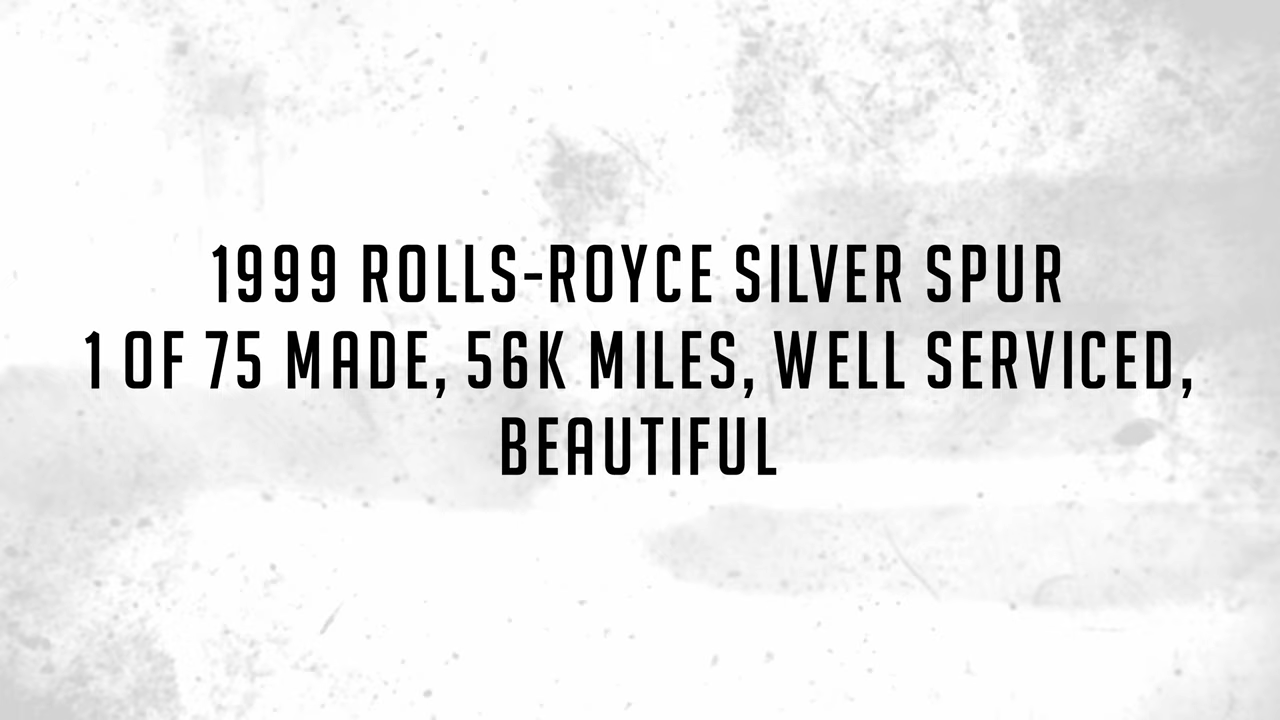 1999 ROLLS-ROYCE SILVER SPUR
1 OF 75 MADE, 56K MILES, WELL SERVICED,
BEAUTIFUL